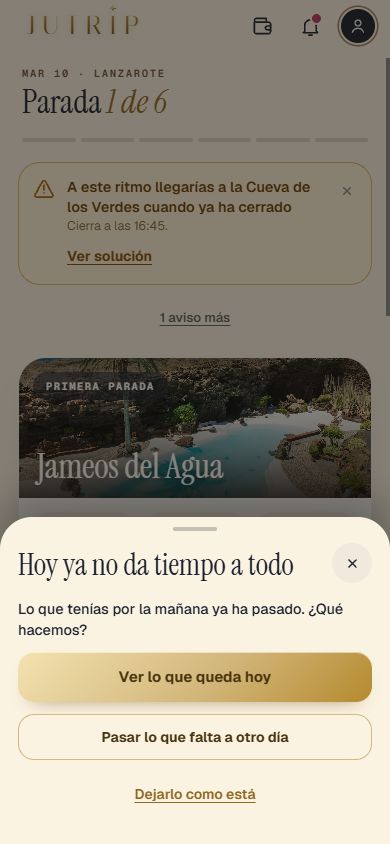 JUTRIP
MAR 10 · LANZAROTE
Parada 1 de 6
A este ritmo llegarías a la Cueva de
los Verdes cuando ya ha cerrado
Cierra a las 16:45.
Ver solución
1 aviso más
PRIMERA PARADA
Jameos del Agua
Hoy ya no da tiempo a todo
Lo que tenías por la mañana ya ha pasado. ¿Qué
hacemos?
Ver lo que queda hoy
Pasar lo que falta a otro día
Dejarlo como está